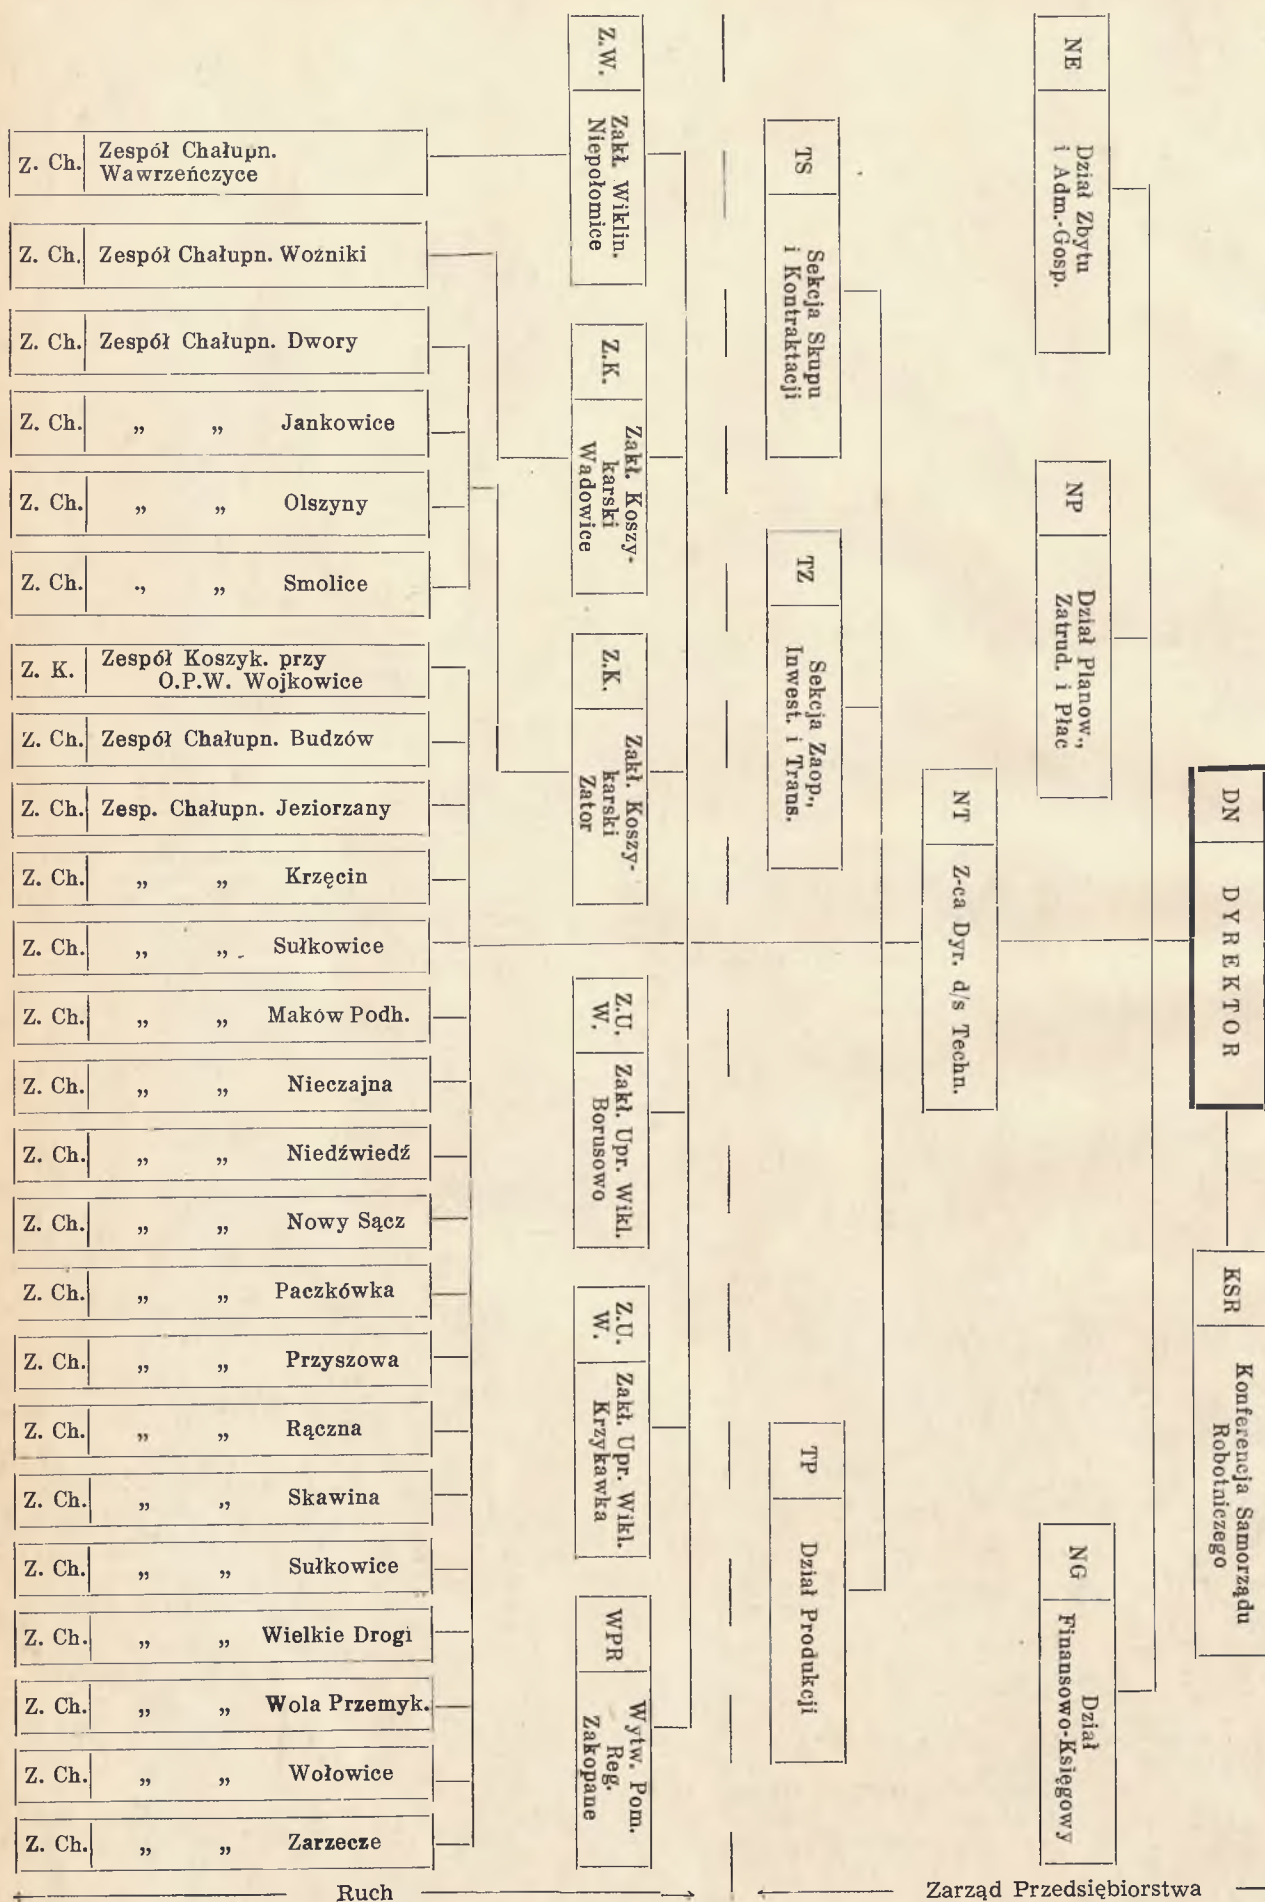 Z. Ch.
Zespół Chałupn.
Wawrzeńczyce
Z. Ch.
Zespół Chałupn. Woźniki
Z. Ch.
Zespół Chałupn. Dwory
Z. Ch.
„ „ Jankowice
Z. Ch.
„ „ Olszyny
Z. Ch.
„ „ Smolice
Z. K.
Zespół Koszyk. przy
O.P.W. Wojkowice
Z. Ch.
Zespół Chałupn. Budzów
Z. Ch.
Zesp. Chałupn. Jeziorzany
Z. Ch.
„ „ Krzęcin
Z. Ch.
„ „ Sułkowice
Z. Ch.
„ „ Maków Podh.
Z. Ch.
„ „ Nieczajna
Z. Ch.
„ „ Niedźwiedź
Z. Ch.
„ „ Nowy Sącz
Z. Ch.
„ „ Paczkówka
Z. Ch.
„ „ Przyszowa
Z. Ch.
„ „ Rączna
Z. Ch.
„ „ Skawina
Z. Ch.
„ „ Sułkowice
Z. Ch.
„ „ Wielkie Drogi
Z. Ch.
„ „ Wola Przemyk.
Z. Ch.
„ „ Wołowice
Z. Ch.
„ „ Zarzecze
Z.W.
Zakł. Wiklin.
Niepołomice
Z.K.
Zakł. Koszy-
karski
Wadowice
Z.K.
Zakł. Koszy-
karski
Zator
Z.U.
W.
Zakł. Upr. Wikl.
Borusowo
Z.U.
W.
Zakł. Upr. Wikl.
Krzykawka
WPR
Wytw. Pom.
Reg.
Zakopane
TS
Sekcja Skupu
i Kontraktacji
TZ
Sekcja Zaop.,
Inwest. i Trans.
TP
Dział Produkcji
NT
Z-ca Dyr. d/s Techn.
NE
Dział Zbytu
i Adm.-Gosp.
NP
Dział Planow.,
Zatrud. i Płac
NG
Dział
Finansowo-Księgowy
DN
DYREKTOR
KSR
Konferencja Samorządu
Robotniczego
Ruch
Zarząd Przedsiębiorstwa